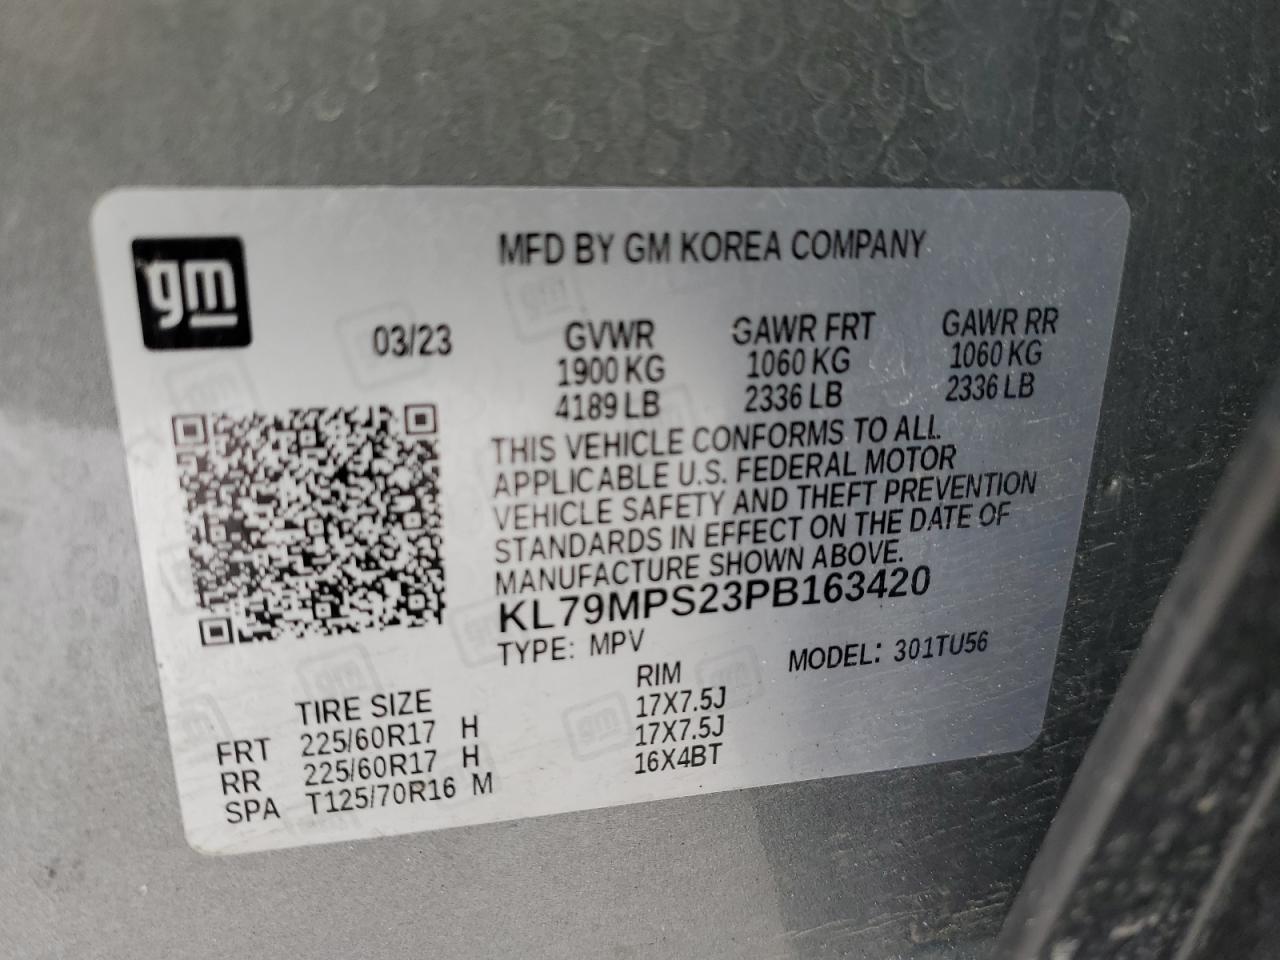 gm
MFD BY GM KOREA COMPANY
03/23
GVWR GAWR FRT GAWR RR
1900 KG 1060 KG 1060 KG
4189 LB 2336 LB 2336 LB
THIS VEHICLE CONFORMS TO ALL
APPLICABLE U.S. FEDERAL MOTOR
VEHICLE SAFETY AND THEFT PREVENTION
STANDARDS IN EFFECT ON THE DATE OF
MANUFACTURE SHOWN ABOVE.
KL79MPS23PB163420
TYPE: MPV MODEL: 301TU56
TIRE SIZE RIM
FRT 225/60R17 H 17X7.5J
RR 225/60R17 H 17X7.5J
SPA T125/70R16 M 16X4BT